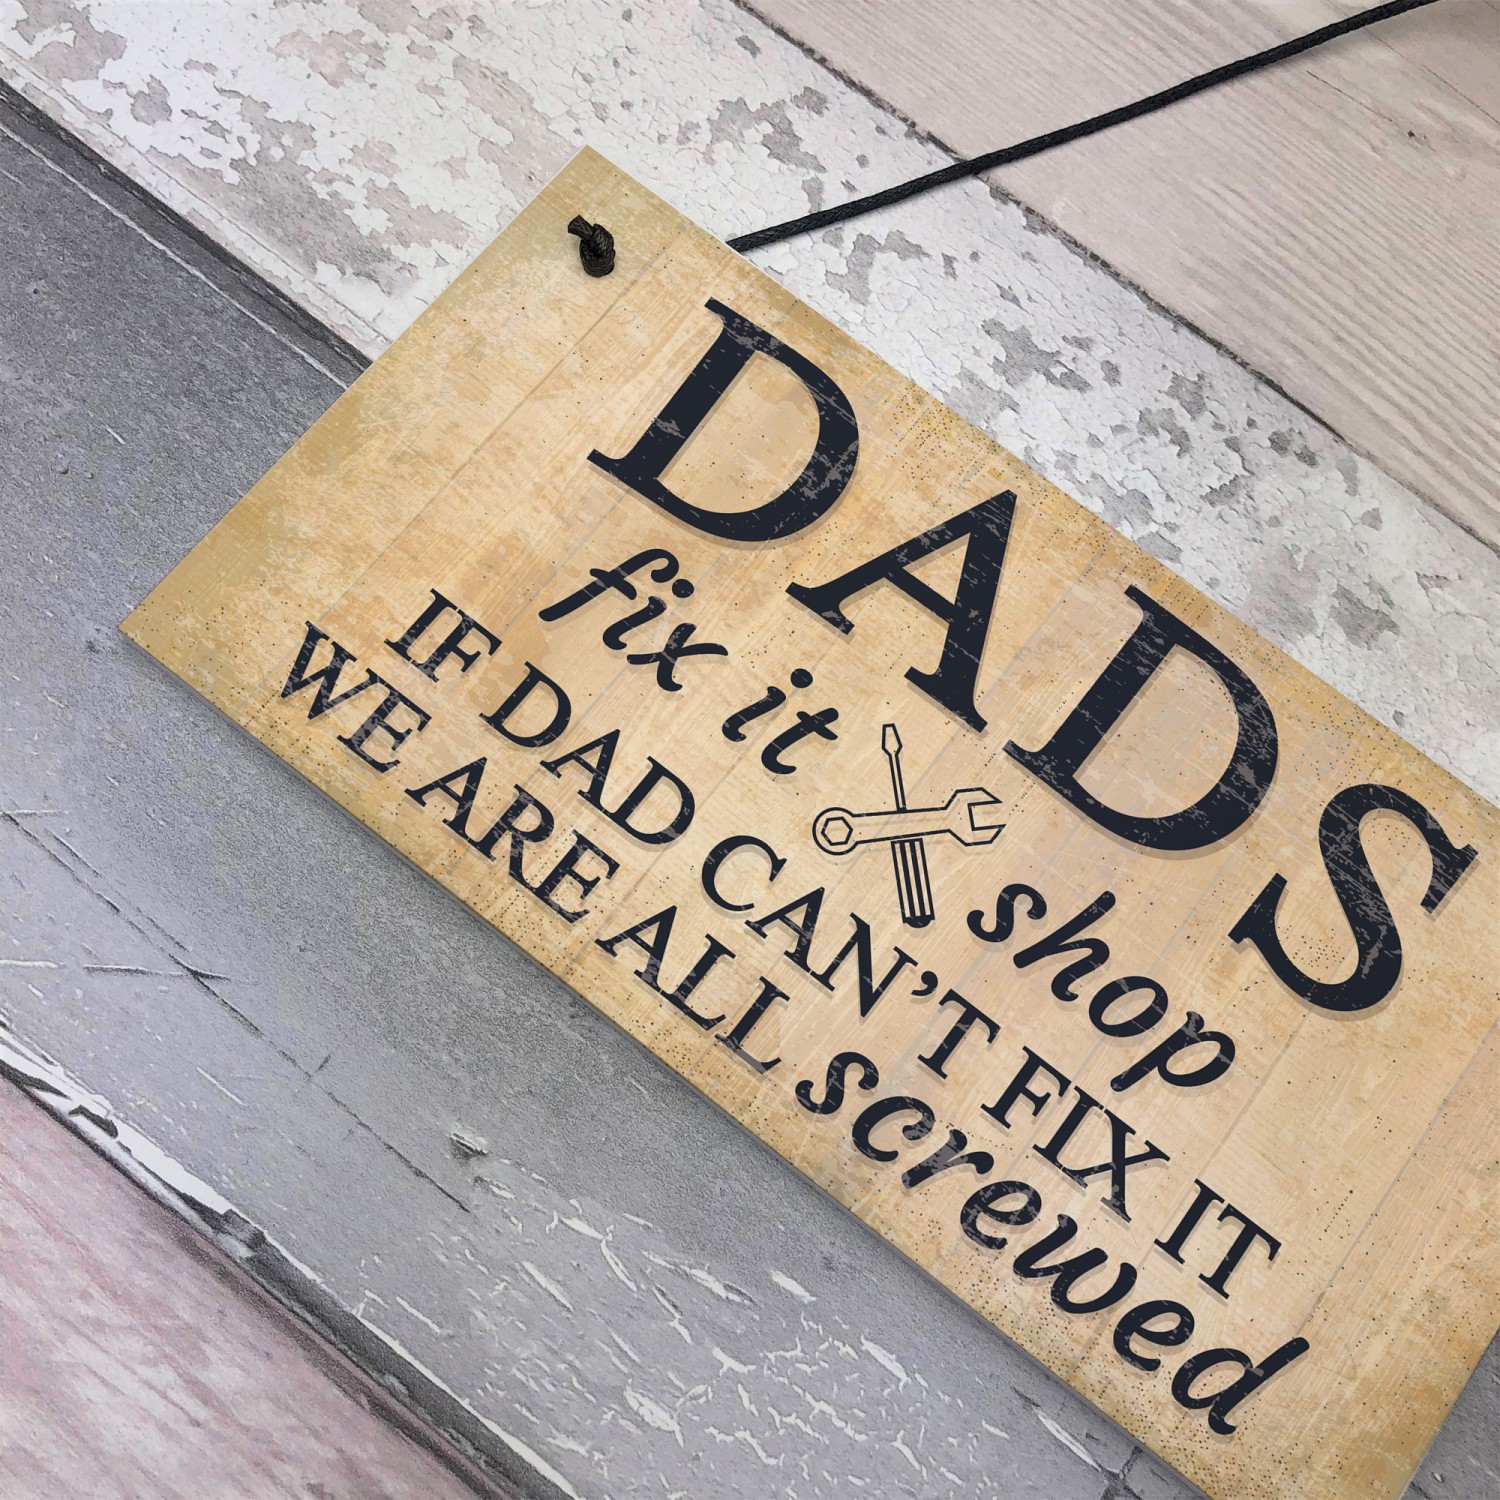 DADS
fix it shop
IF DAD CAN'T FIX IT
WE ARE ALL screwed